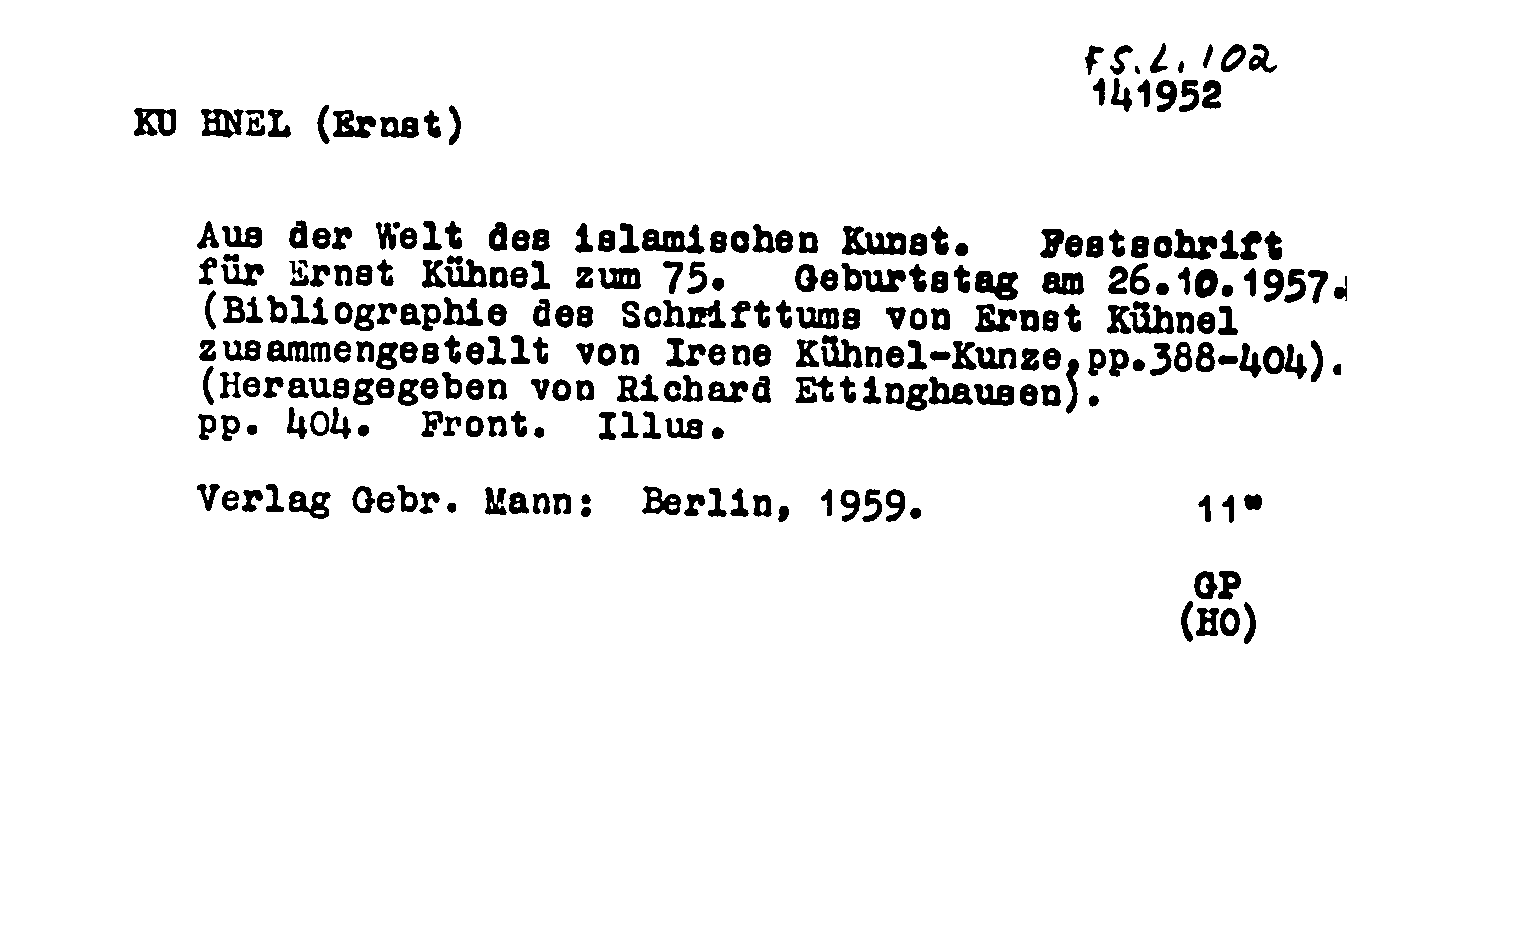 FS.L.102
141952
KU HNEL (Ernst)
Aus der Welt des islamischen Kunst. Festschrift
für Ernst Kühnel zum 75. Geburtstag am 26.10.1957.
(Bibliographie des Schrifttums von Ernst Kühnel
zusammengestellt von Irene Kühnel-Kunze,pp.388-404).
(Herausgegeben von Richard Ettinghausen).
pp. 404. Front. Illus.
Verlag Gebr. Mann: Berlin, 1959. 11"
GP
(HO)